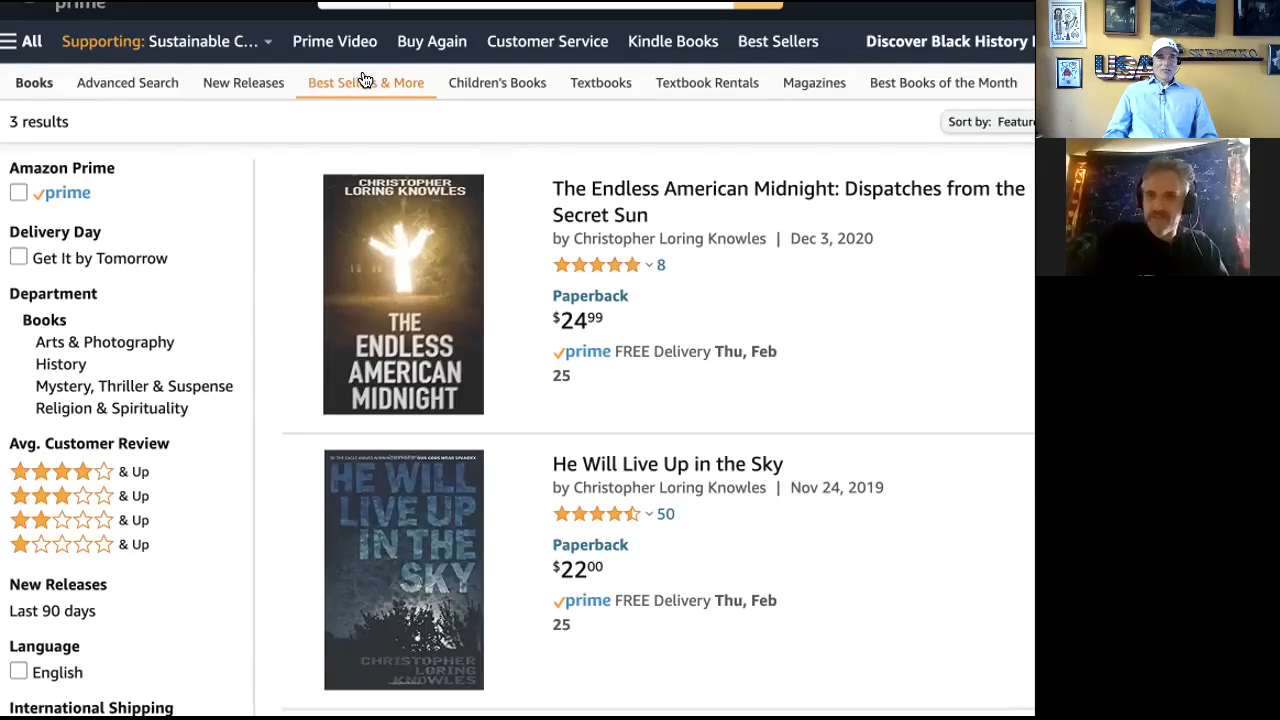 prime
All
Supporting: Sustainable C...
Prime Video
Buy Again
Customer Service
Kindle Books
Best Sellers
Discover Black History
Books
Advanced Search
New Releases
Best Sellers & More
Children's Books
Textbooks
Textbook Rentals
Magazines
Best Books of the Month
3 results
Sort by: Featur
Amazon Prime
prime
Delivery Day
Get It by Tomorrow
Department
Books
Arts & Photography
History
Mystery, Thriller & Suspense
Religion & Spirituality
Avg. Customer Review
& Up
& Up
& Up
& Up
New Releases
Last 90 days
Language
English
International Shipping
CHRISTOPHER
LORING KNOWLES
THE
ENDLESS
AMERICAN
MIDNIGHT
The Endless American Midnight: Dispatches from the
Secret Sun
by Christopher Loring Knowles | Dec 3, 2020
8
Paperback
$2499
prime FREE Delivery Thu, Feb
25
HE WILL
LIVE UP
IN THE
SKY
CHRISTOPHER
LORING
KNOWLES
He Will Live Up in the Sky
by Christopher Loring Knowles | Nov 24, 2019
50
Paperback
$2200
prime FREE Delivery Thu, Feb
25
USA